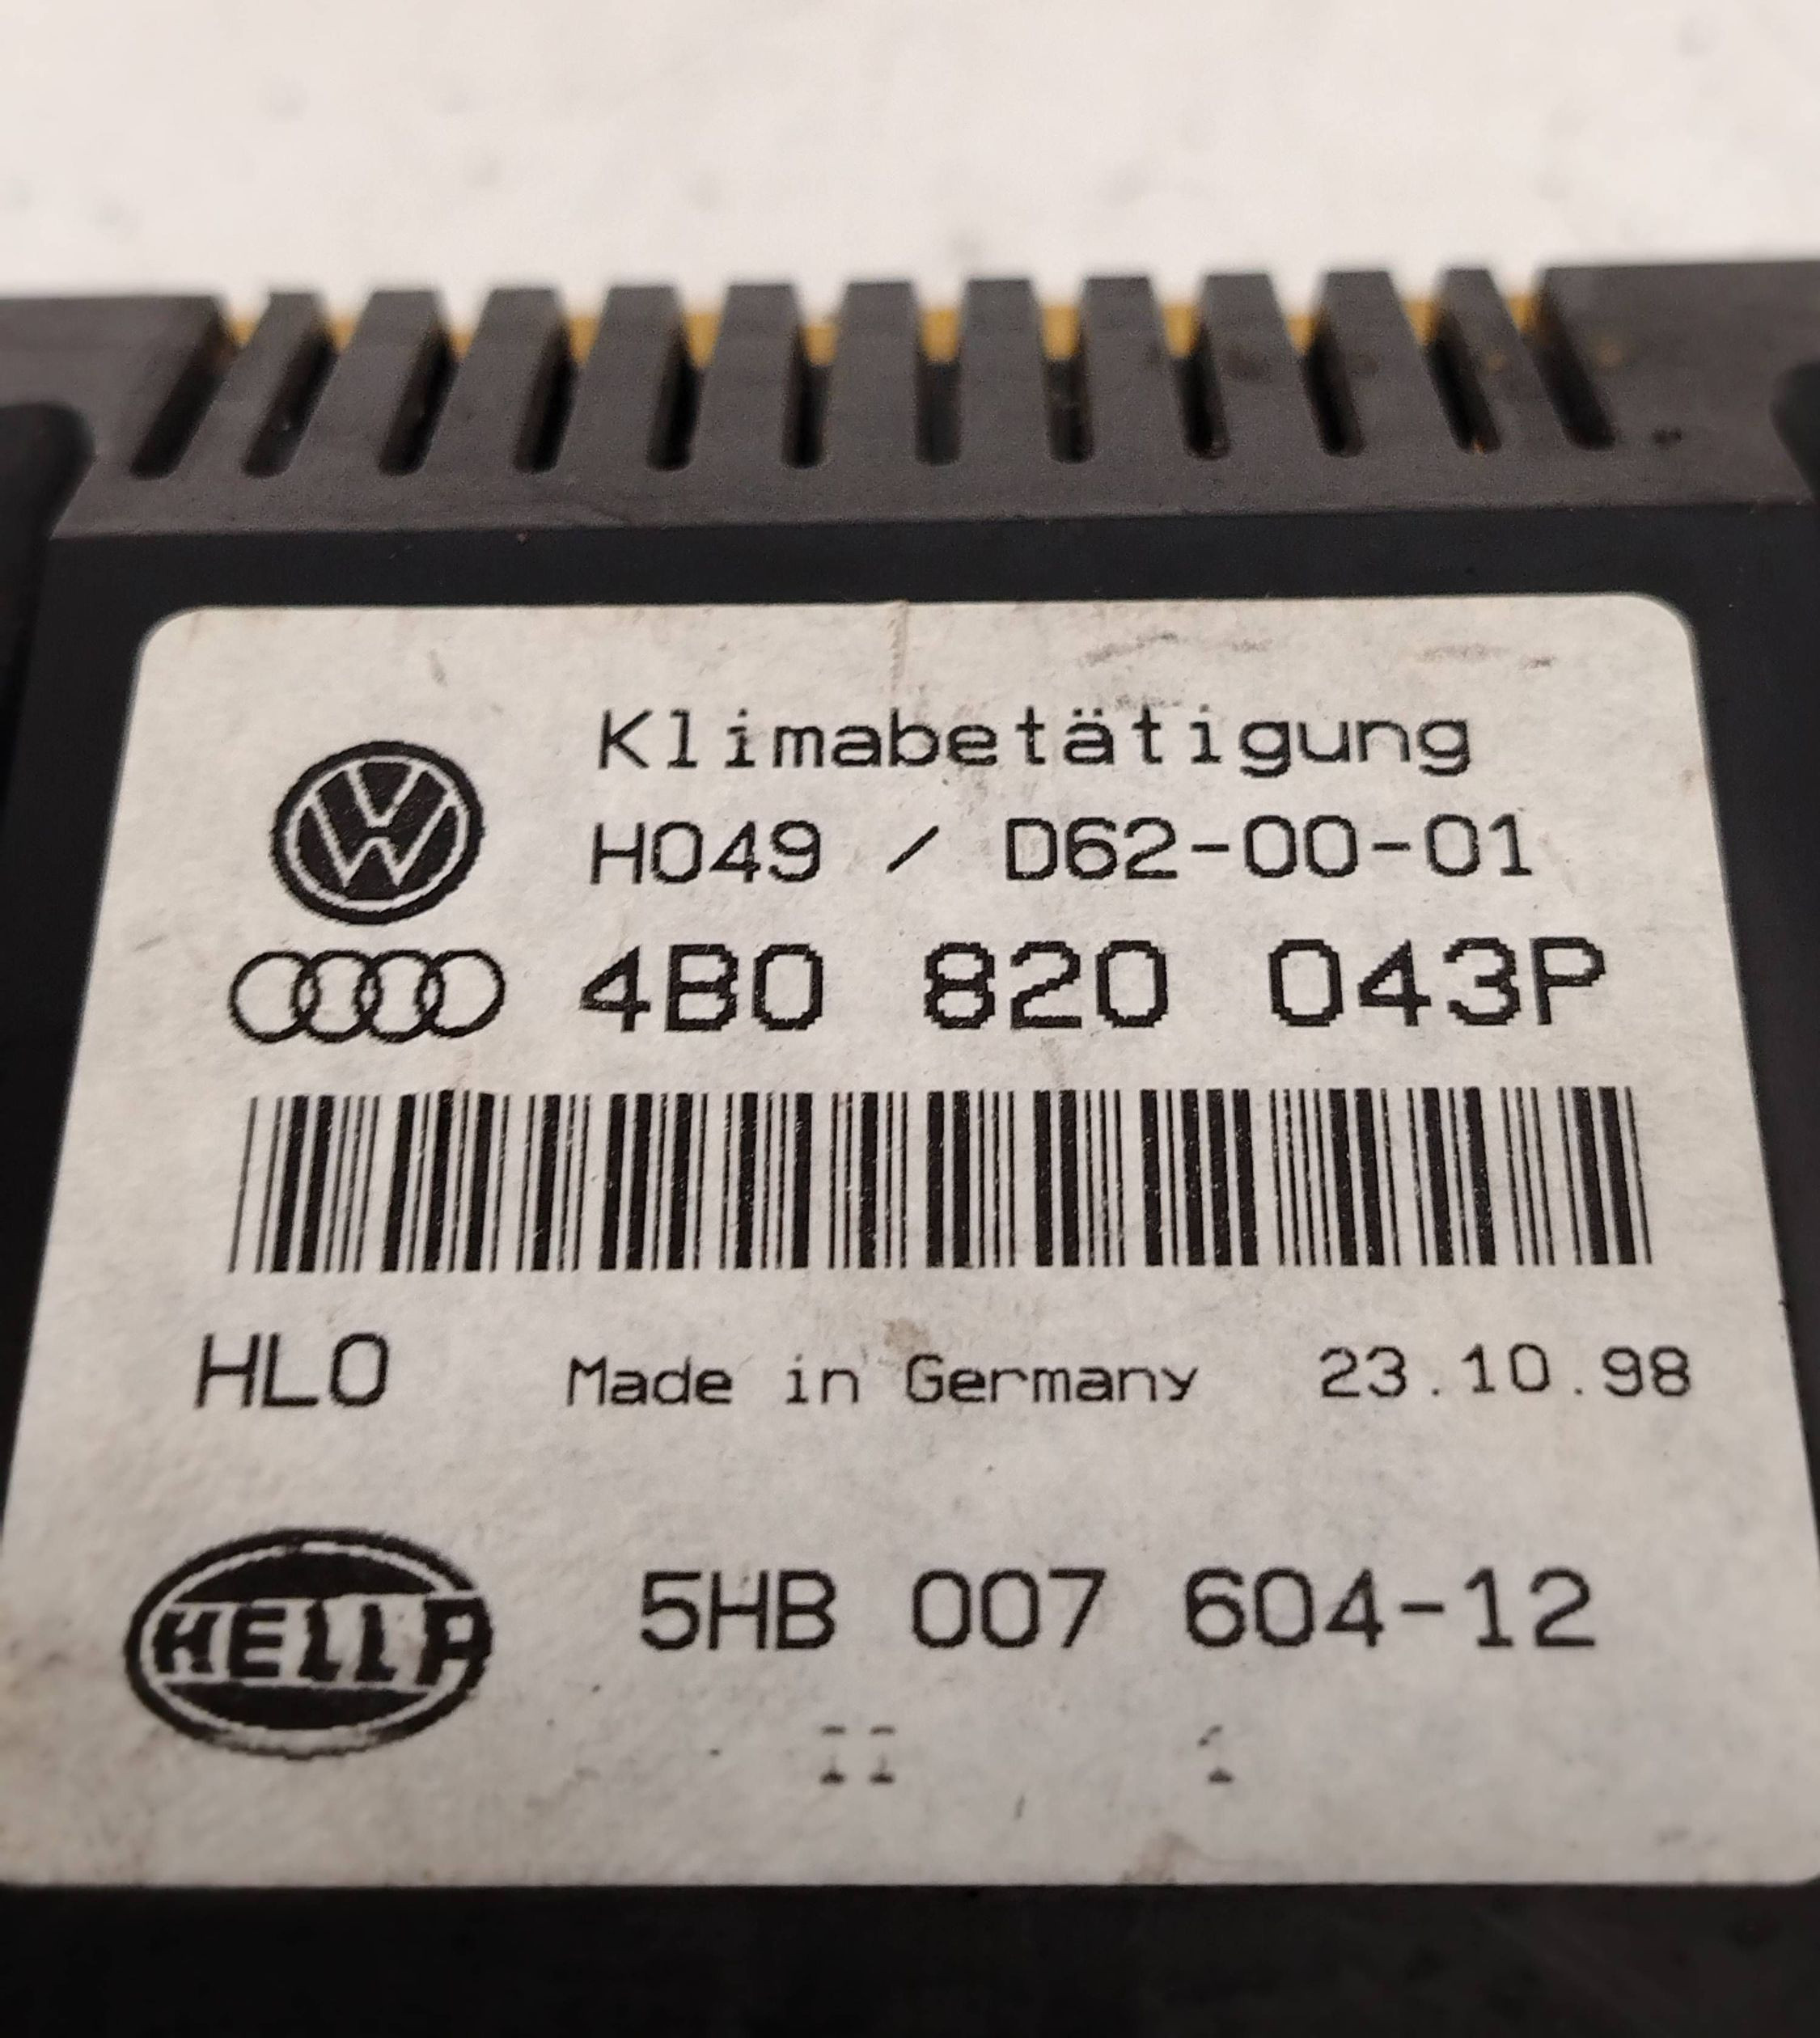 Klimabetätigung
H049 / D62-00-01
4B0 820 043P
HLO Made in Germany 23.10.98
HELLA 5HB 007 604-12